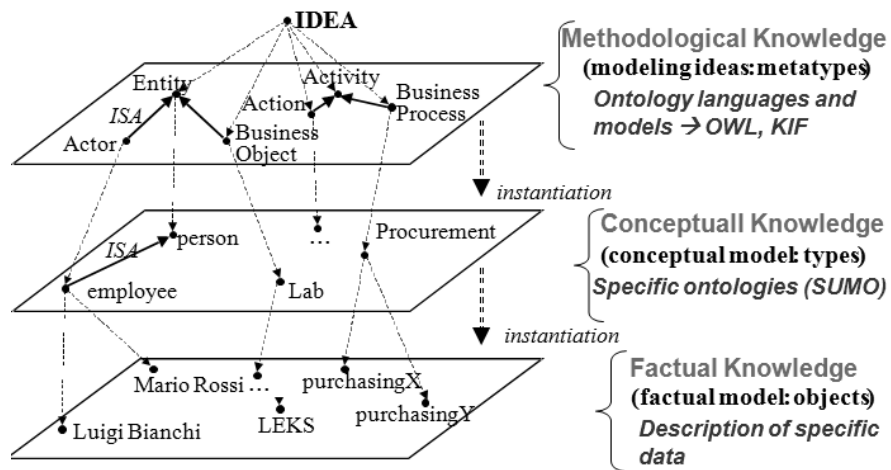 IDEA
Methodological Knowledge
(modeling ideas: metatypes)
Ontology languages and
models → OWL, KIF
Entity
Activity
ISA
Action
Business
Process
Actor
Business
Object
instantiation
Conceptuall Knowledge
(conceptual model: types)
Specific ontologies (SUMO)
person
...
Procurement
ISA
employee
Lab
instantiation
Factual Knowledge
(factual model: objects)
Description of specific
data
Mario Rossi
...
purchasingX
purchasingY
Luigi Bianchi
LEKS